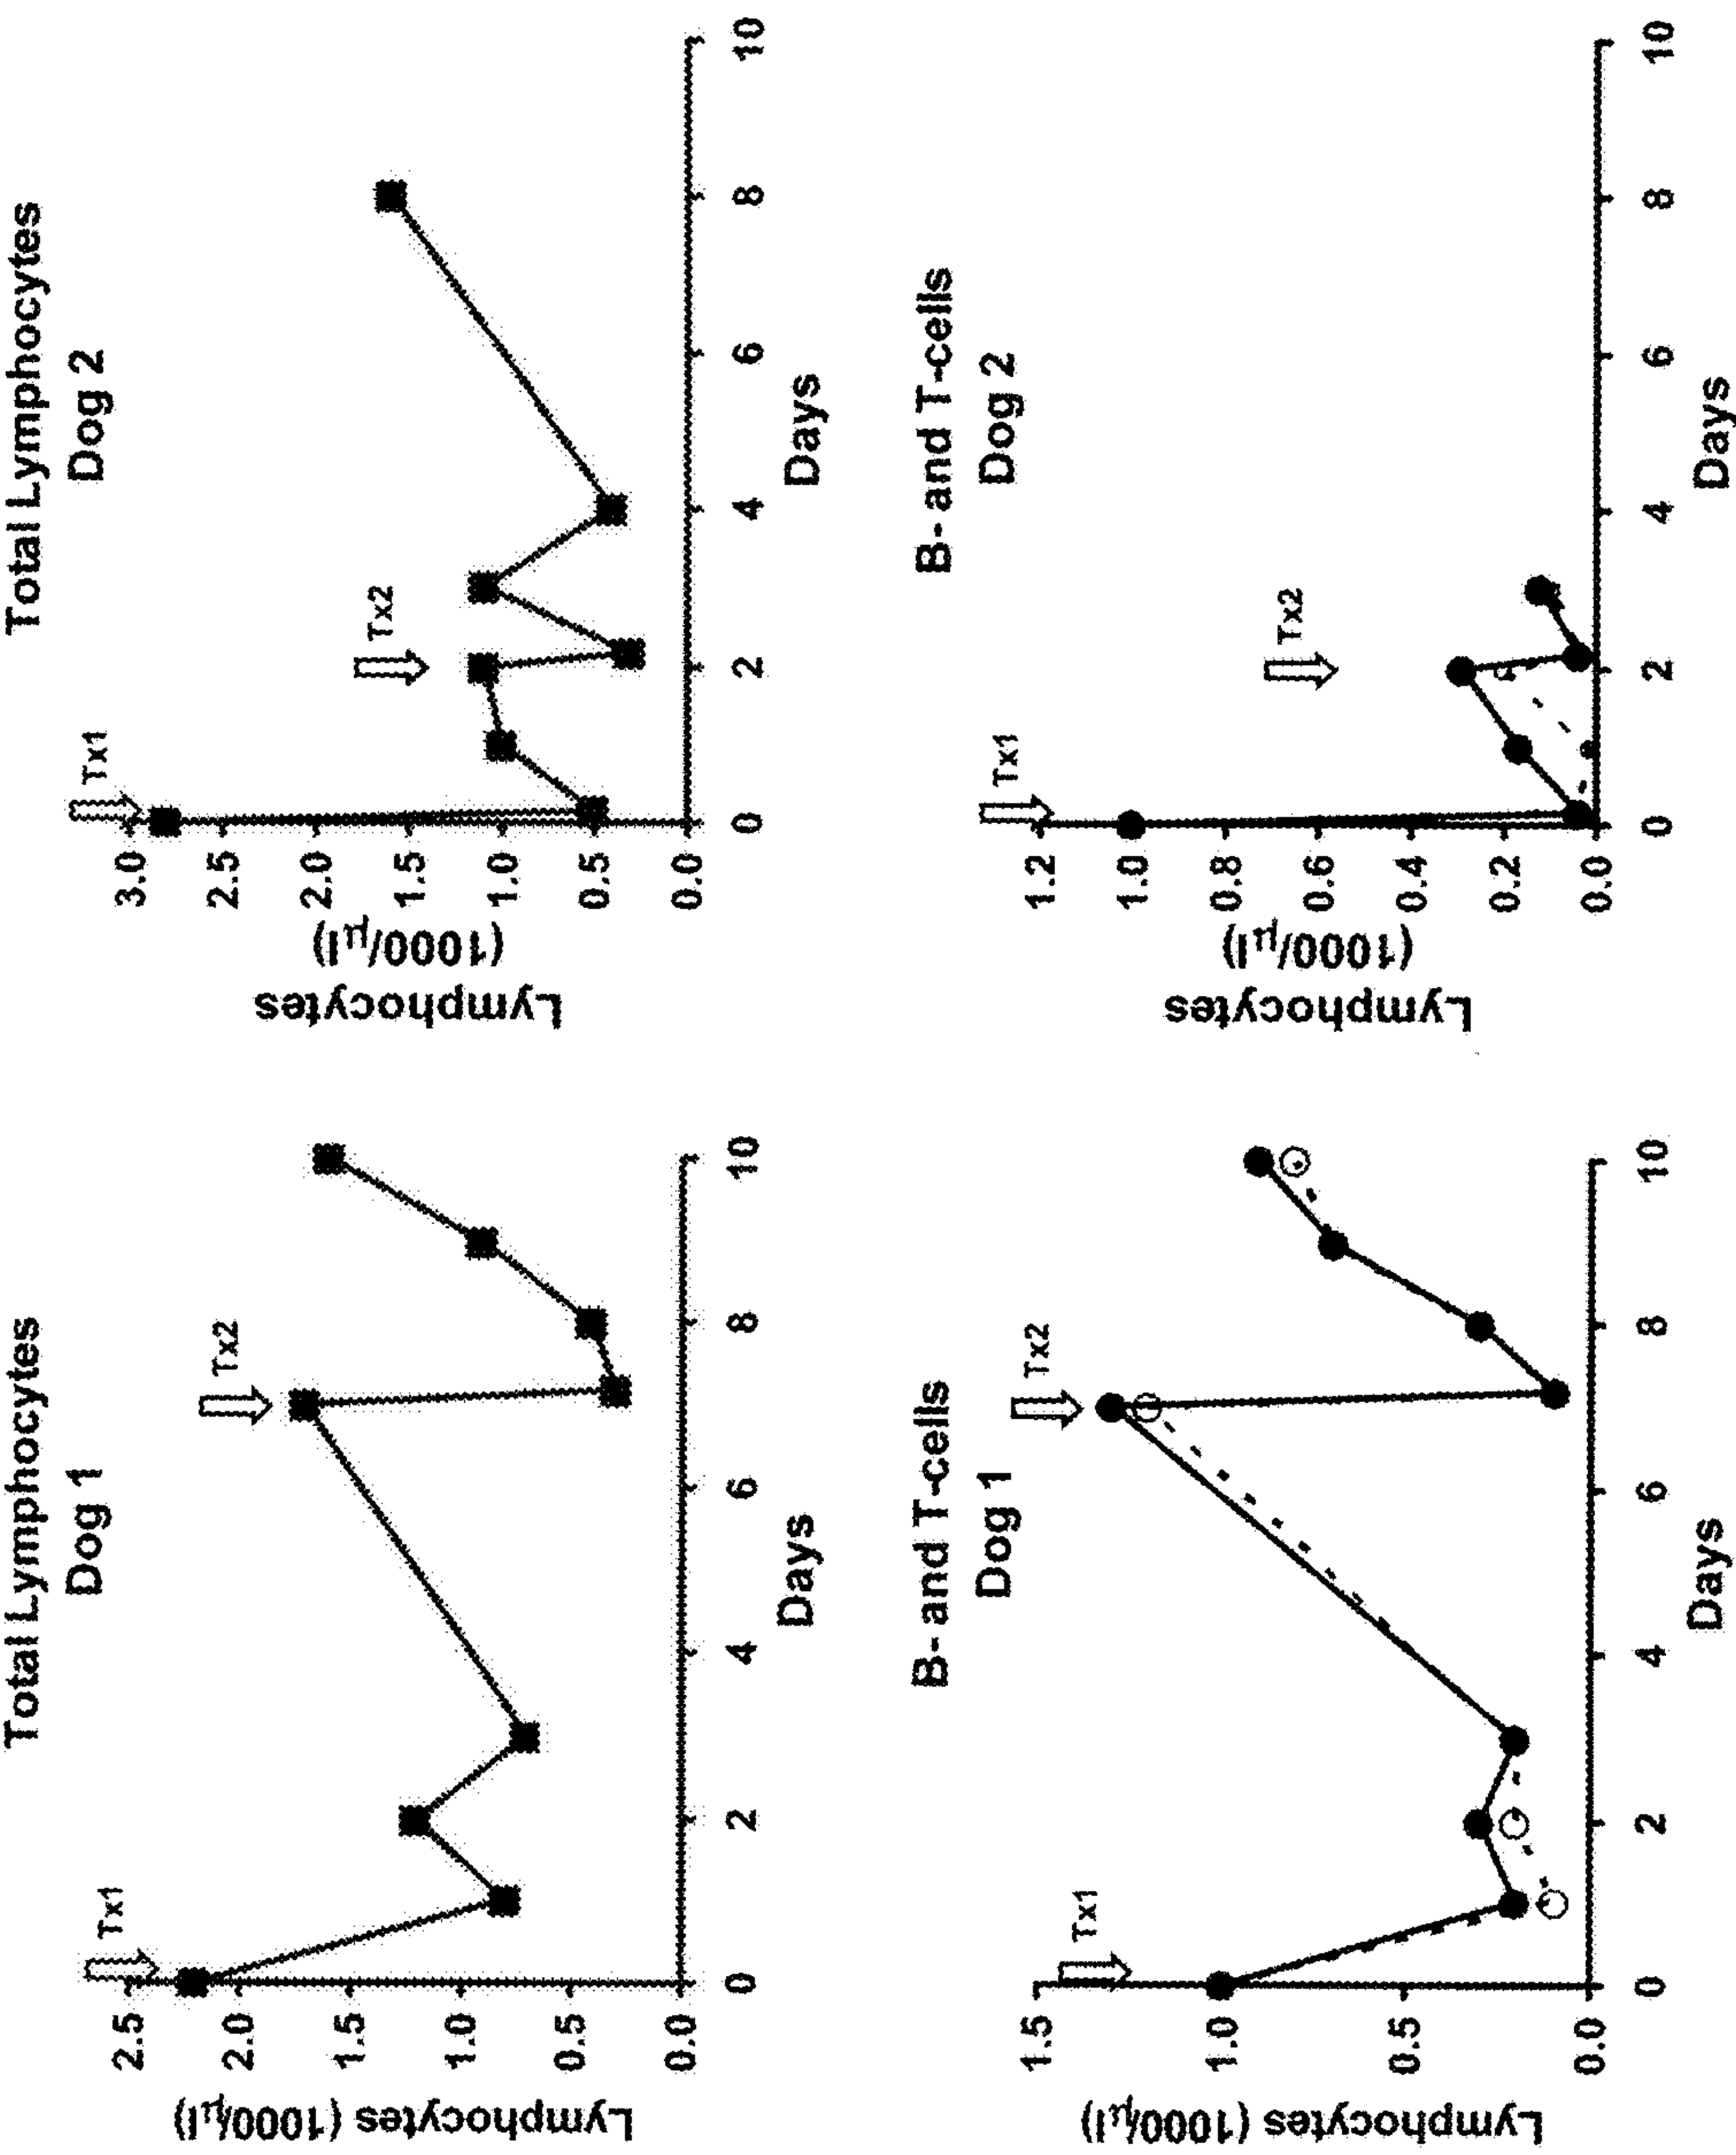 Total Lymphocytes
Dog 1
Tx1
Tx2
2.5
2.0
1.5
1.0
0.5
0.0
Lymphocytes (1000/μl)
0 2 4 6 8 10
Days
Total Lymphocytes
Dog 2
Tx1
Tx2
3.0
2.5
2.0
1.5
1.0
0.5
0.0
Lymphocytes
(1000/μl)
0 2 4 6 8 10
Days
B- and T-cells
Dog 1
Tx1
Tx2
1.5
1.0
0.5
0.0
Lymphocytes (1000/μl)
0 2 4 6 8 10
Days
B- and T-cells
Dog 2
Tx1
Tx2
1.2
1.0
0.8
0.6
0.4
0.2
0.0
Lymphocytes
(1000/μl)
0 2 4 6 8 10
Days